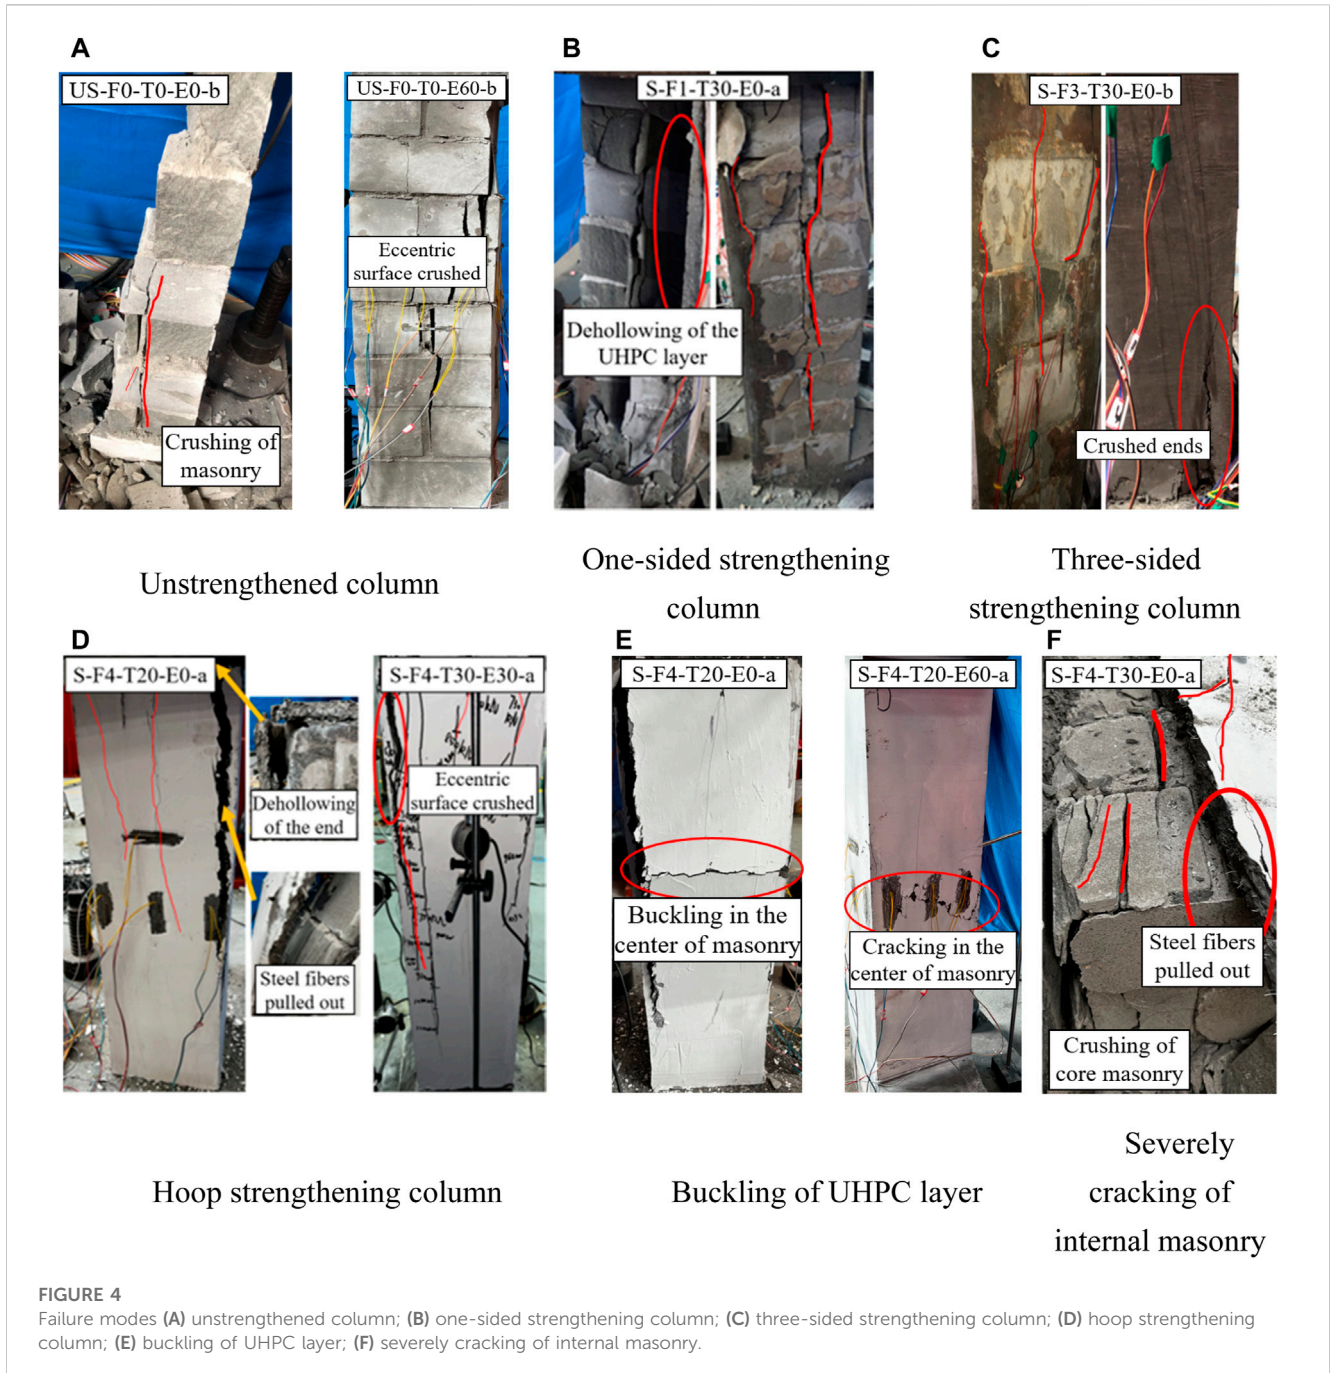 A
B
C
US-F0-T0-E0-b
US-F0-T0-E60-b
S-F1-T30-E0-a
S-F3-T30-E0-b
Eccentric
surface crushed
Dehollowing of the
UHPC layer
Crushing of
masonry
Crushed ends
Unstrengthened column
One-sided strengthening
column
Three-sided
strengthening column
D
E
F
S-F4-T20-E0-a
S-F4-T30-E30-a
S-F4-T20-E0-a
S-F4-T20-E60-a
S-F4-T30-E0-a
Dehollowing
of the end
Eccentric
surface crushed
Steel fibers
pulled out
Buckling in the
center of masonry
Cracking in the
center of masonry
Steel fibers
pulled out
Crushing of
core masonry
Hoop strengthening column
Buckling of UHPC layer
Severely
cracking of
internal masonry
FIGURE 4
Failure modes (A) unstrengthened column; (B) one-sided strengthening column; (C) three-sided strengthening column; (D) hoop strengthening
column; (E) buckling of UHPC layer; (F) severely cracking of internal masonry.